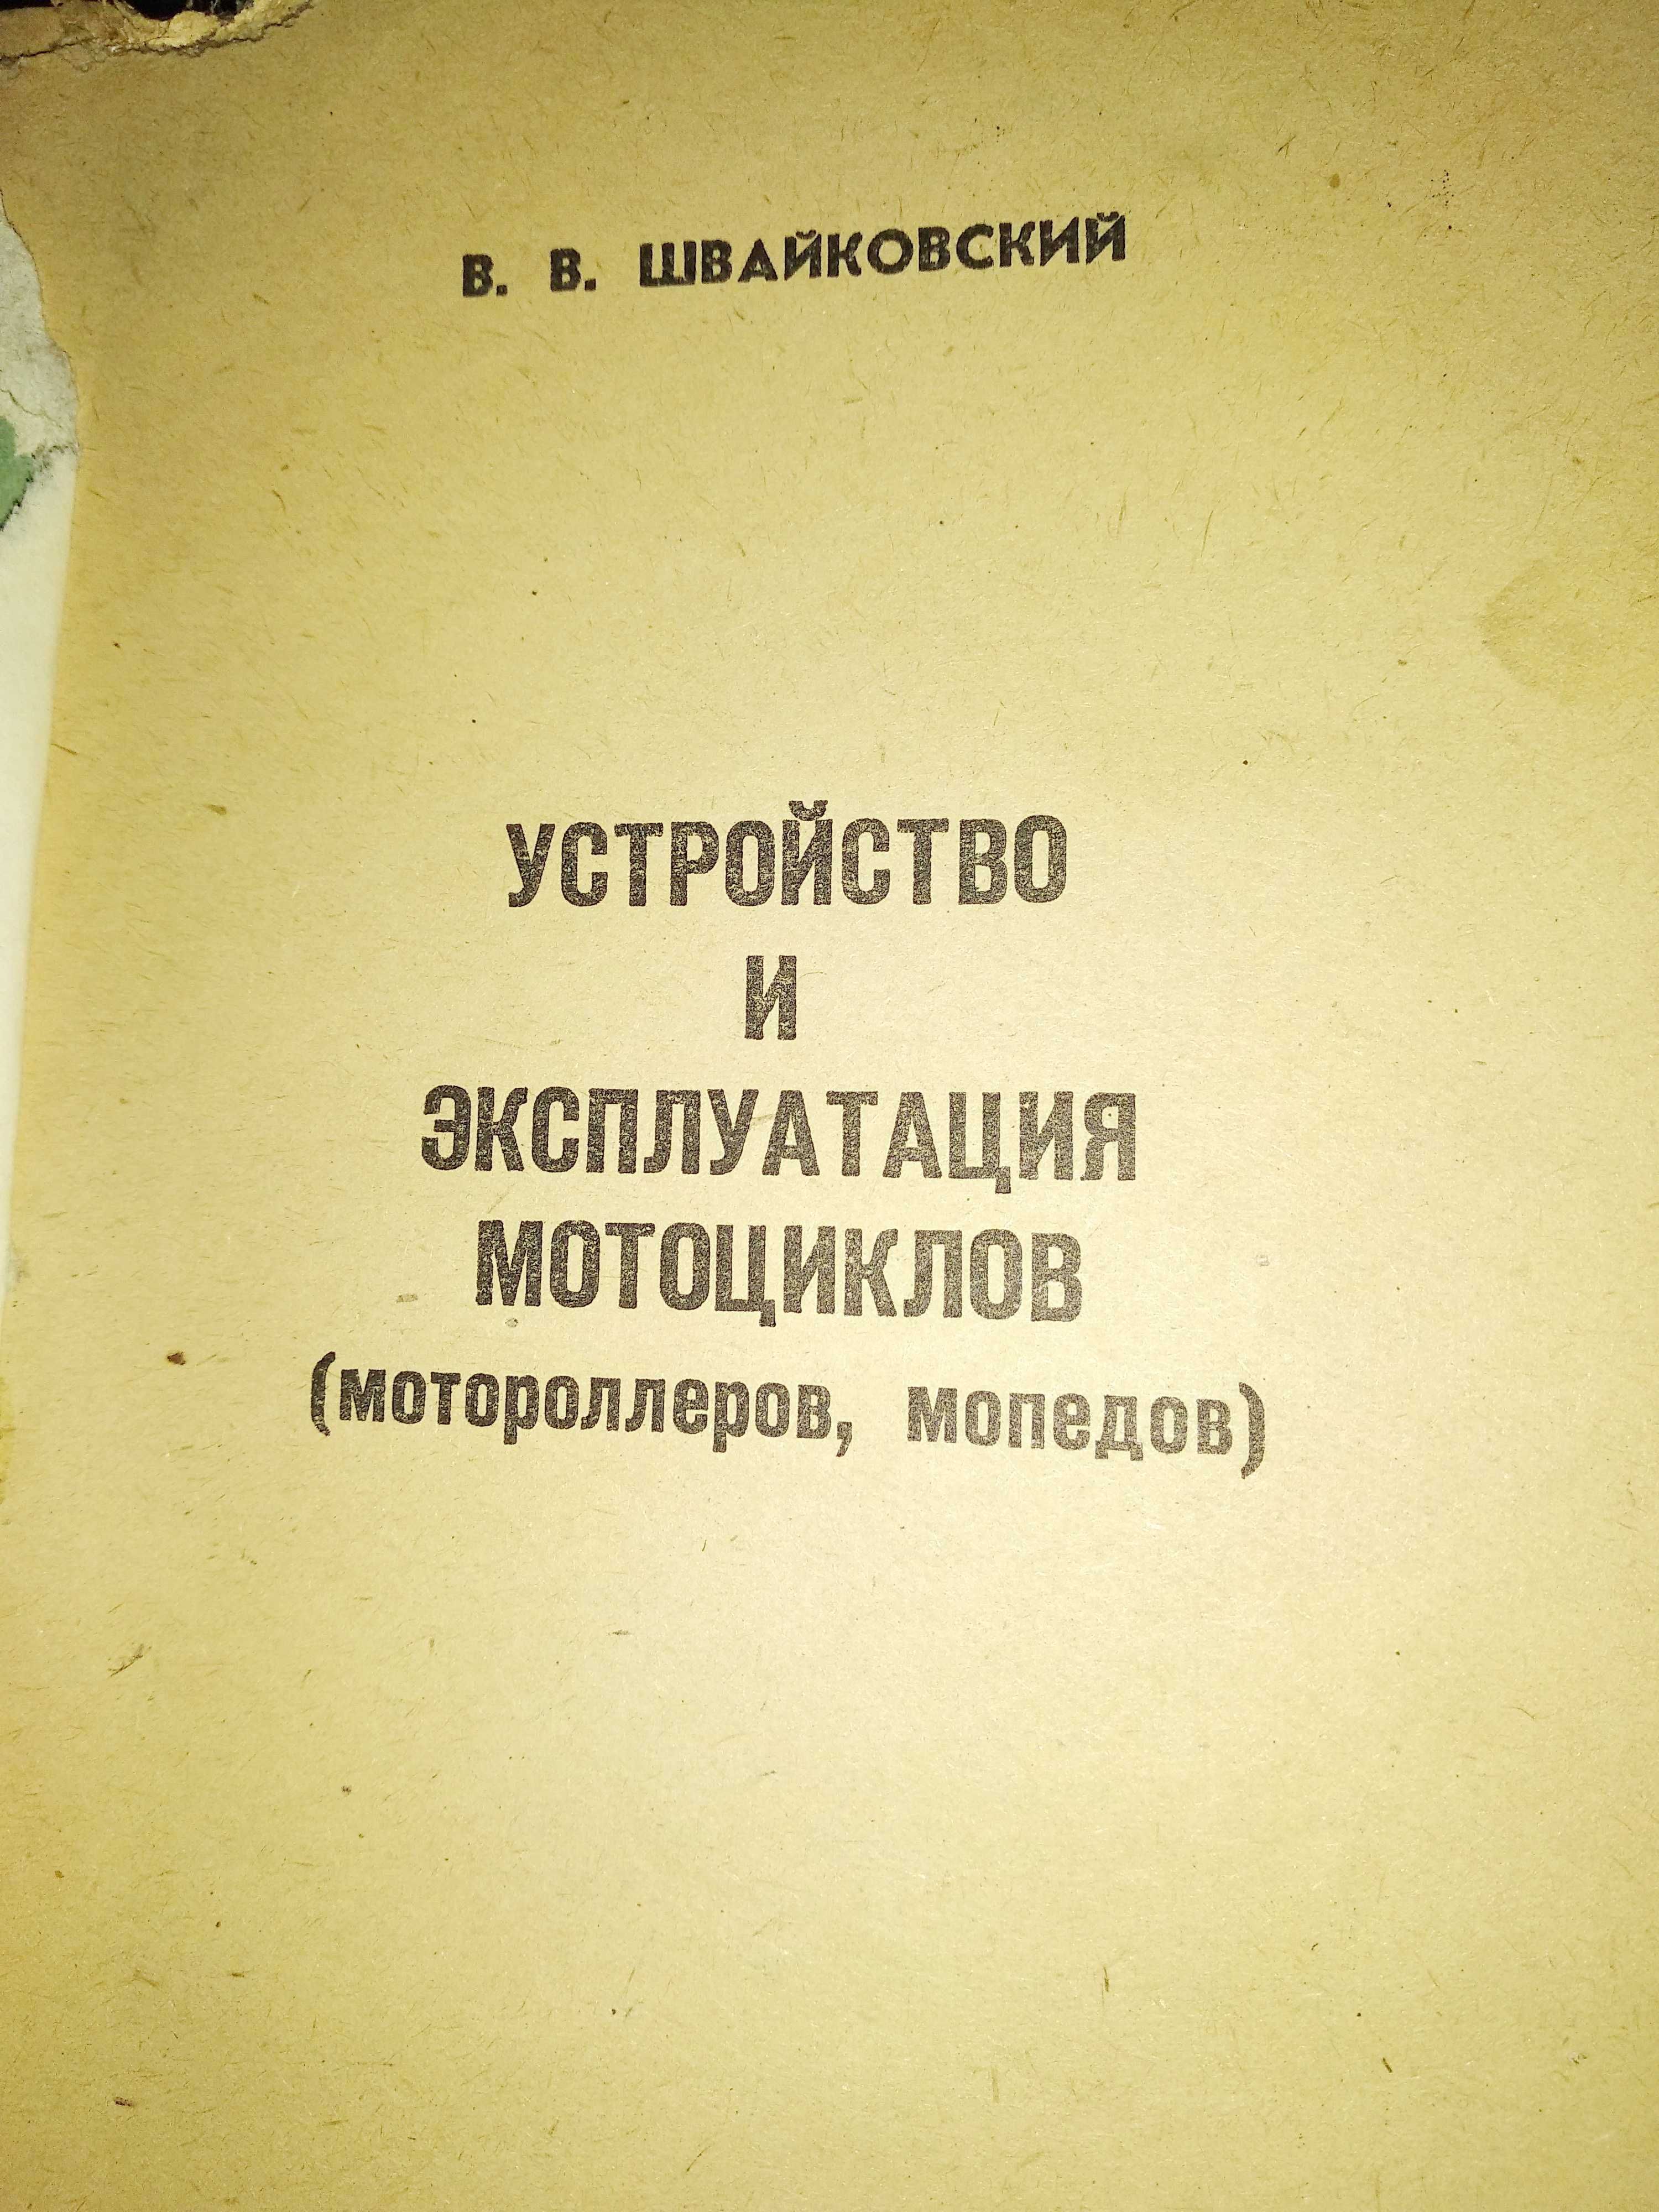 В. В. ШВАЙКОВСКИЙ
УСТРОЙСТВО
И
ЭКСПЛУАТАЦИЯ
МОТОЦИКЛОВ
(мотороллеров, мопедов)